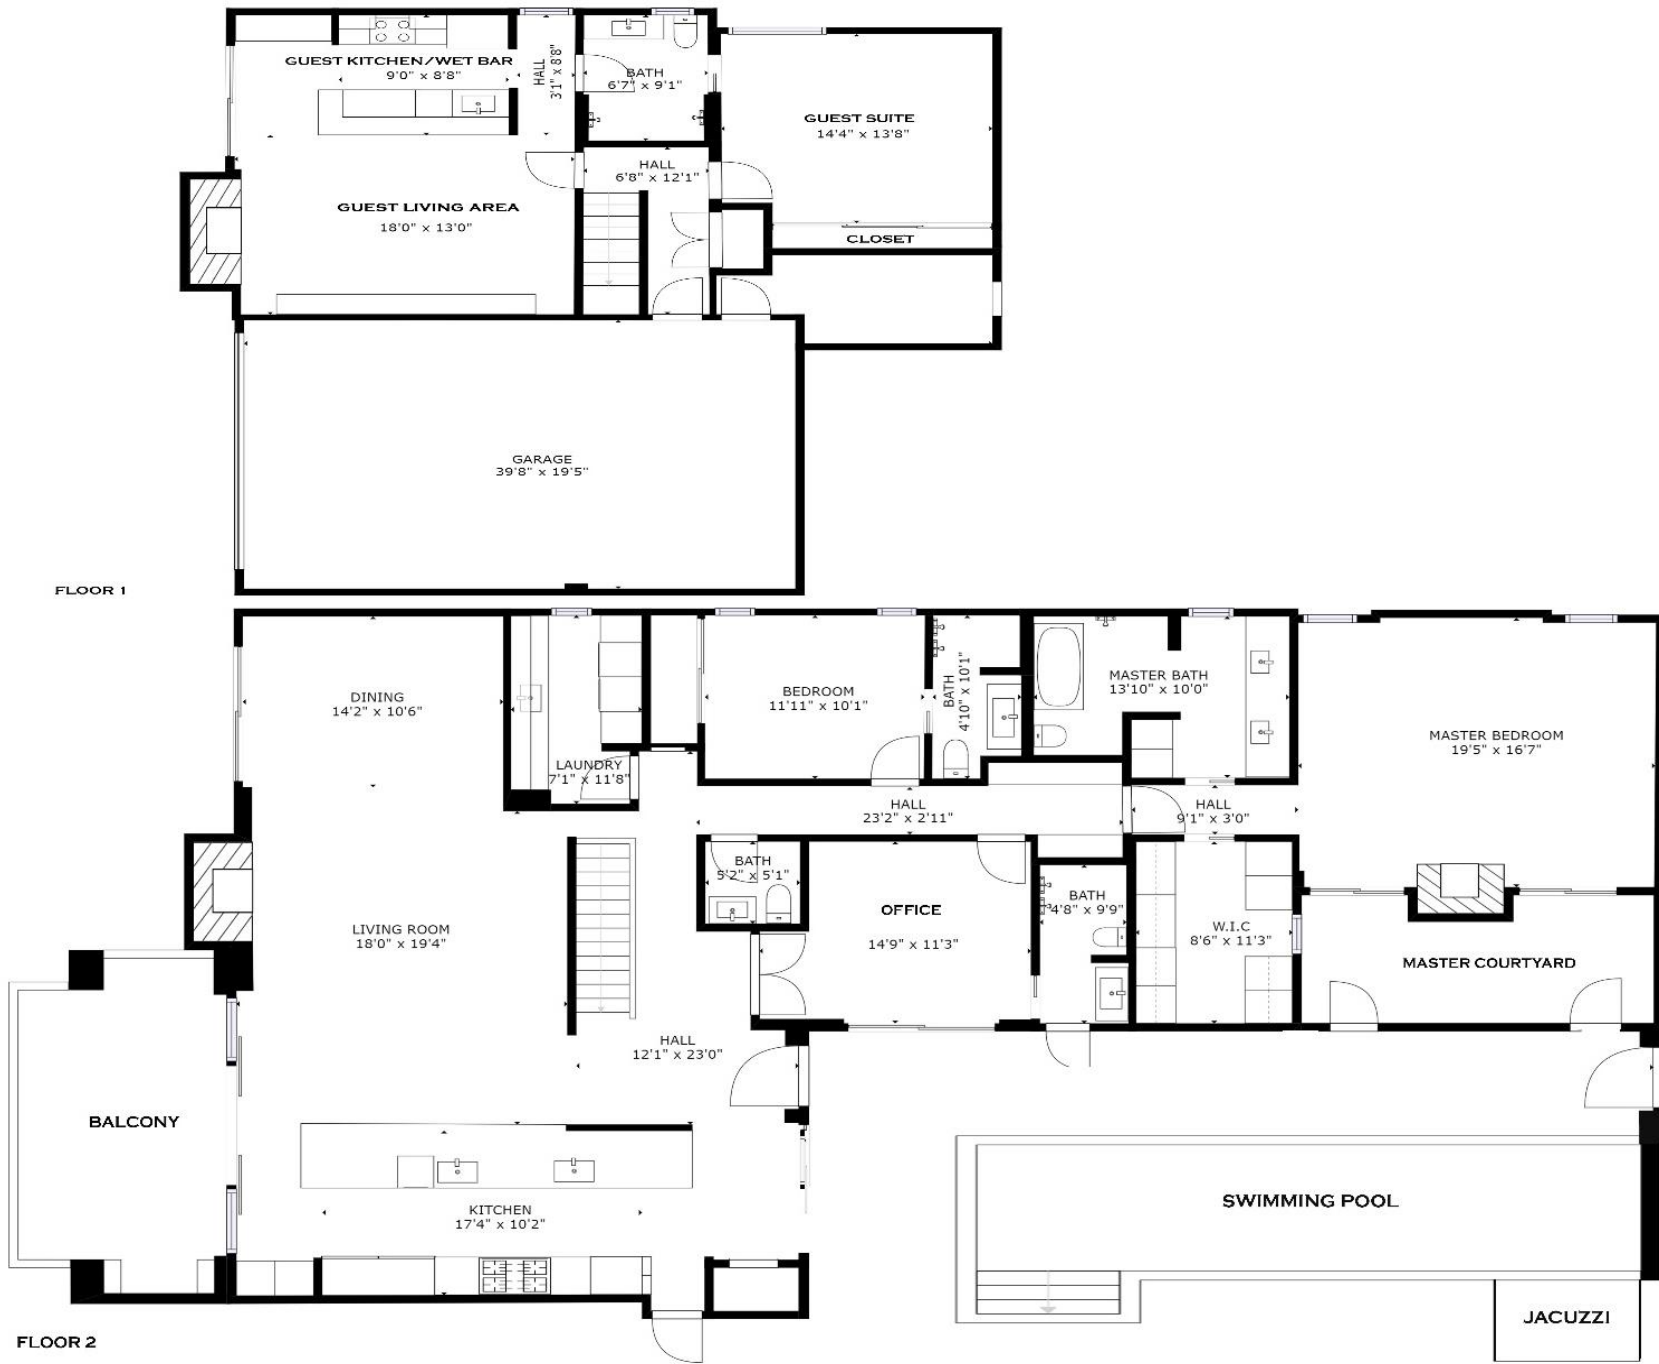 GUEST KITCHEN/WET BAR
9'0" x 8'8"
HALL
3'1" x 8'8"
BATH
6'7" x 9'1"
GUEST SUITE
14'4" x 13'8"
HALL
6'8" x 12'1"
GUEST LIVING AREA
18'0" x 13'0"
CLOSET
GARAGE
39'8" x 19'5"
FLOOR 1
DINING
14'2" x 10'6"
LAUNDRY
7'1" x 11'8"
BEDROOM
11'11" x 10'1"
BATH
4'10" x 10'1"
MASTER BATH
13'10" x 10'0"
MASTER BEDROOM
19'5" x 16'7"
HALL
23'2" x 2'11"
HALL
9'1" x 3'0"
BATH
5'2" x 5'1"
OFFICE
14'9" x 11'3"
BATH
4'8" x 9'9"
W.I.C
8'6" x 11'3"
MASTER COURTYARD
LIVING ROOM
18'0" x 19'4"
HALL
12'1" x 23'0"
BALCONY
KITCHEN
17'4" x 10'2"
SWIMMING POOL
JACUZZI
FLOOR 2